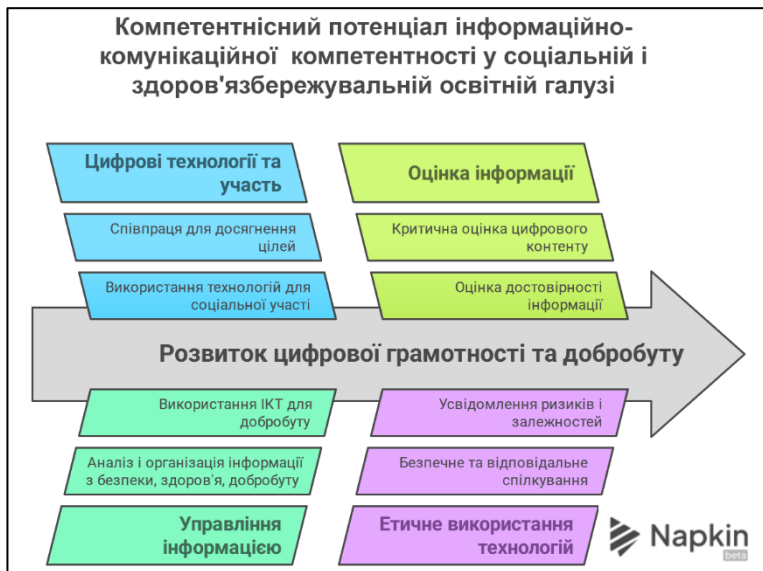 Компетентнісний потенціал інформаційно-
комунікаційної компетентності у соціальній і
здоров'язбережувальній освітній галузі
Цифрові технології та
участь
Співпраця для досягнення
цілей
Використання технологій для
соціальної участі
Оцінка інформації
Критична оцінка цифрового
контенту
Оцінка достовірності
інформації
Розвиток цифрової грамотності та добробуту
Використання ІКТ для
добробуту
Аналіз і організація інформації
з безпеки, здоров'я, добробуту
Управління
інформацією
Усвідомлення ризиків і
залежностей
Безпечне та відповідальне
спілкування
Етичне використання
технологій
Napkin
beta